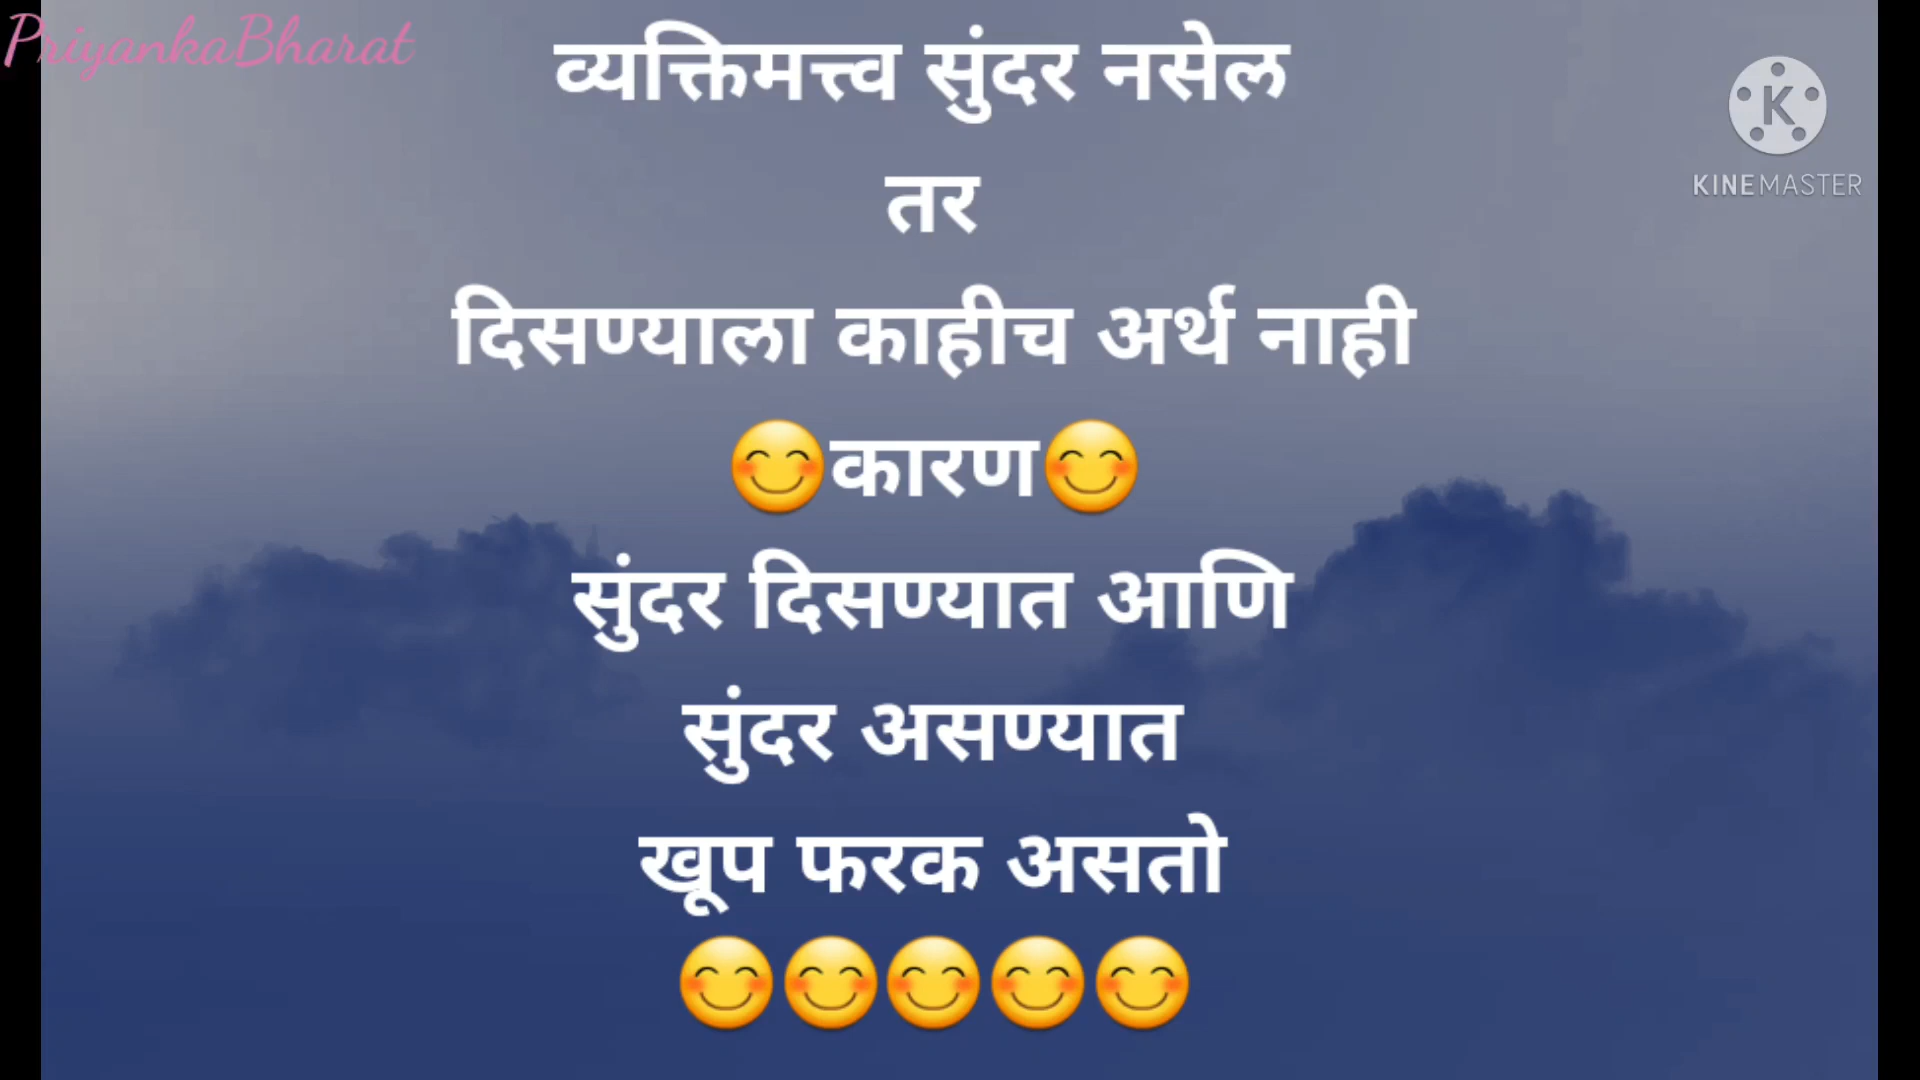 PriyankaBharat
व्यक्तिमत्त्व सुंदर नसेल
तर
दिसण्याला काहीच अर्थ नाही
😊कारण😊
सुंदर दिसण्यात आणि
सुंदर असण्यात
खूप फरक असतो
😊😊😊😊😊
K
KINEMASTER